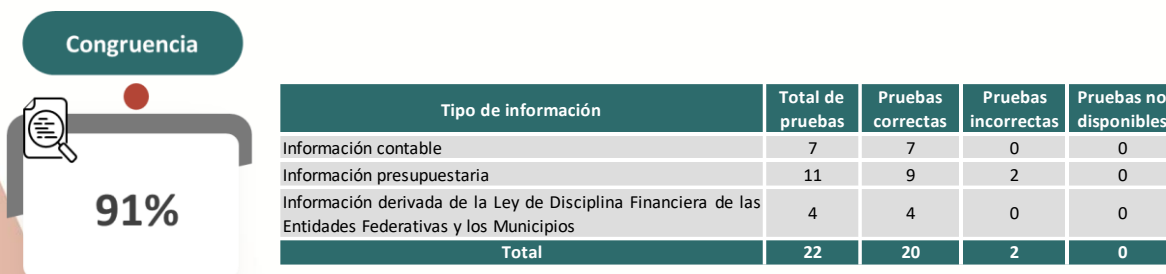 Congruencia
91%
Tipo de información
Total de
pruebas
Pruebas
correctas
Pruebas
incorrectas
Pruebas no
disponibles
Información contable 7 7 0 0
Información presupuestaria 11 9 2 0
Información derivada de la Ley de Disciplina Financiera de las
Entidades Federativas y los Municipios
4 4 0 0
Total 22 20 2 0